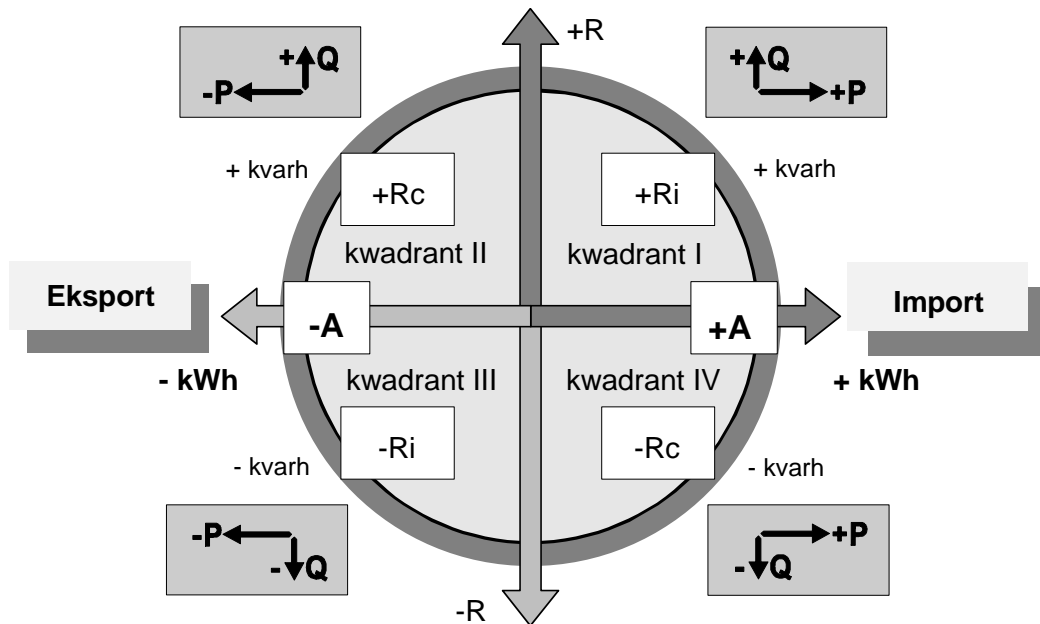 +R
+Q
-P
+Q
+P
+ kvarh
+ kvarh
+Rc
+Ri
kwadrant II
kwadrant I
Eksport
-A
+A
Import
- kWh
kwadrant III
kwadrant IV
+ kWh
-Ri
-Rc
- kvarh
- kvarh
-P
-Q
+P
-Q
-R